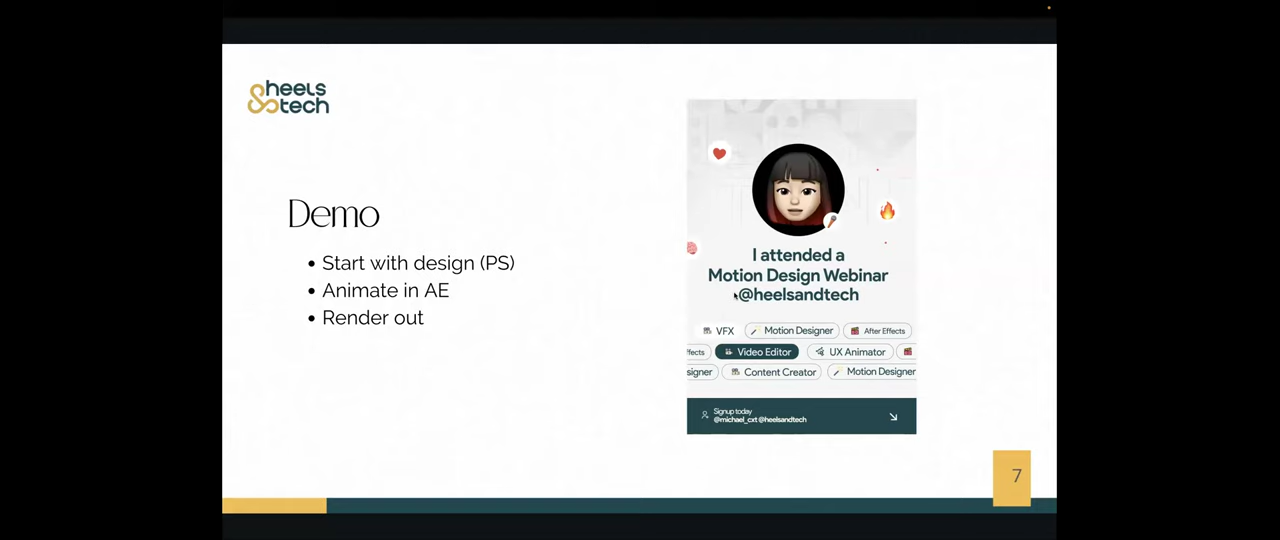 heels
&tech
Demo
• Start with design (PS)
• Animate in AE
• Render out
I attended a
Motion Design Webinar
@heelsandtech
VFX Motion Designer After Effects
ffects Video Editor UX Animator
signer Content Creator Motion Designer
Signup today
@michael_cxt @heelsandtech
7